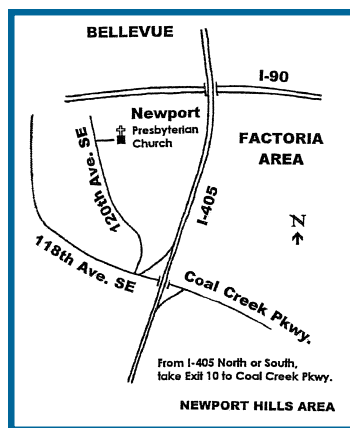 BELLEVUE
I-90
Newport
Presbyterian
Church
FACTORIA
AREA
120th Ave. SE
I-405
N
118th Ave. SE
Coal Creek Pkwy.
From I-405 North or South,
take Exit 10 to Coal Creek Pkwy.
NEWPORT HILLS AREA